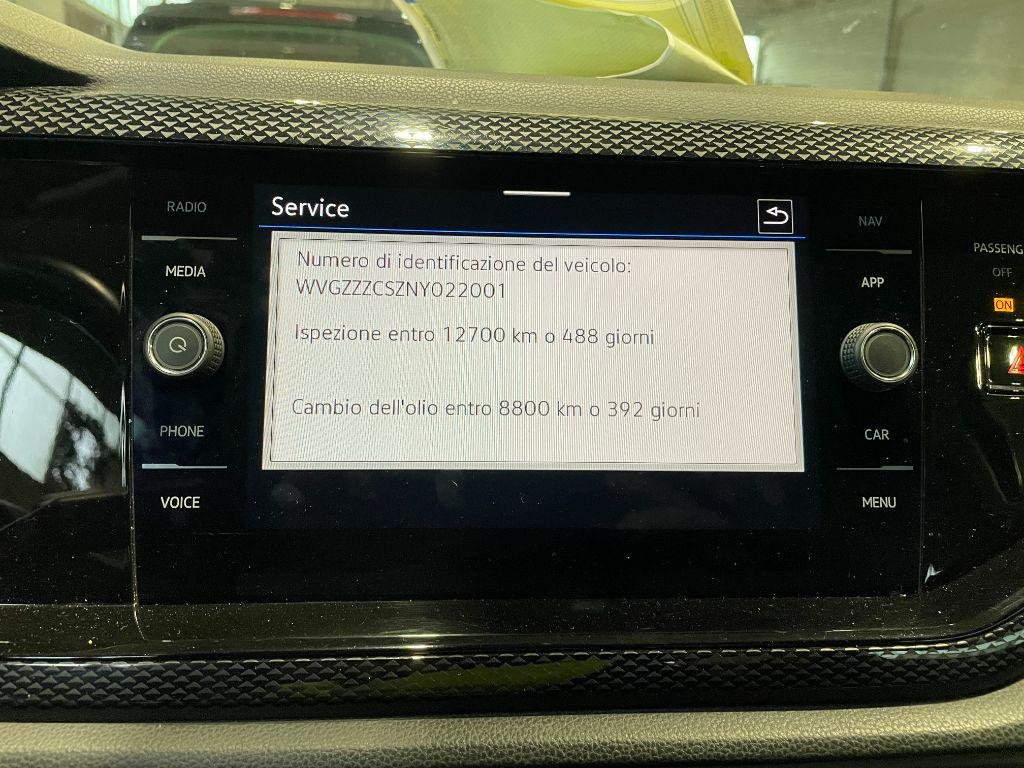 Service
RADIO
MEDIA
PHONE
VOICE
Numero di identificazione del veicolo:
WVGZZZCSZNY022001
Ispezione entro 12700 km o 488 giorni
Cambio dell'olio entro 8800 km o 392 giorni
NAV
APP
CAR
MENU
PASSENG
OFF
ON